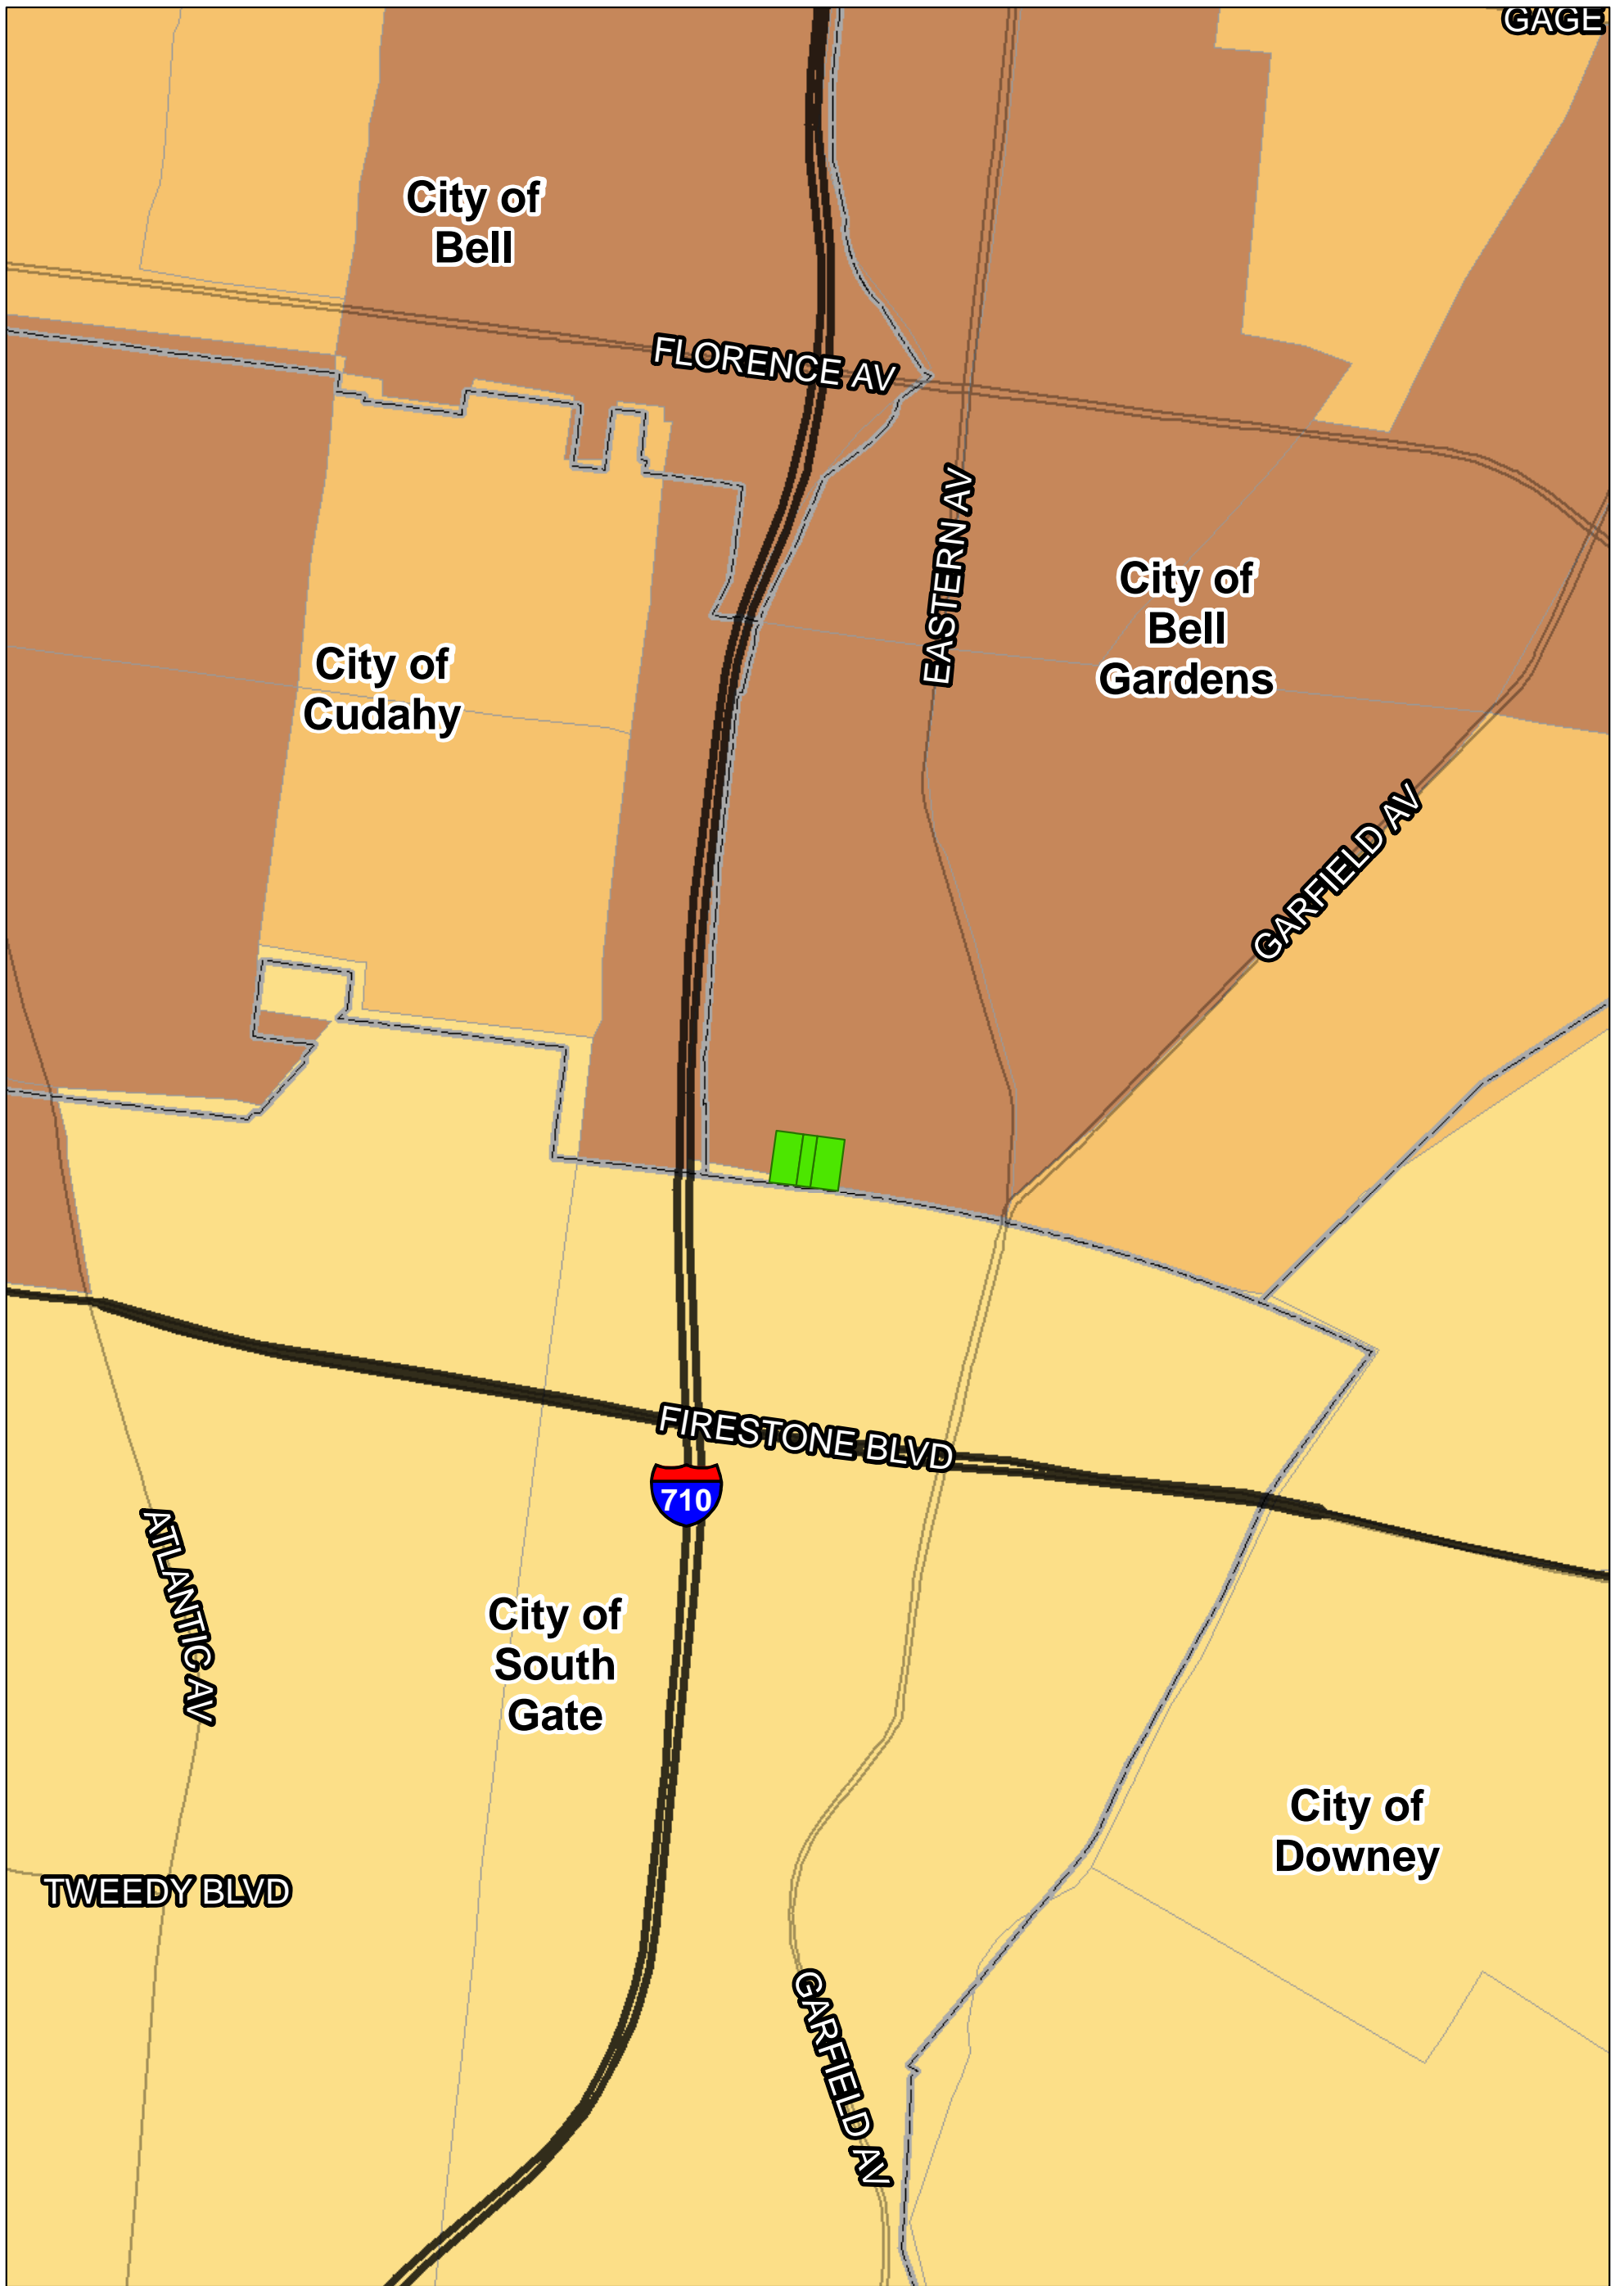 GAGE
City of
Bell
FLORENCE AV
EASTERN AV
City of
Bell
Gardens
City of
Cudahy
GARFIELD AV
FIRESTONE BLVD
710
ATLANTIC AV
City of
South
Gate
City of
Downey
TWEEDY BLVD
GARFIELD AV